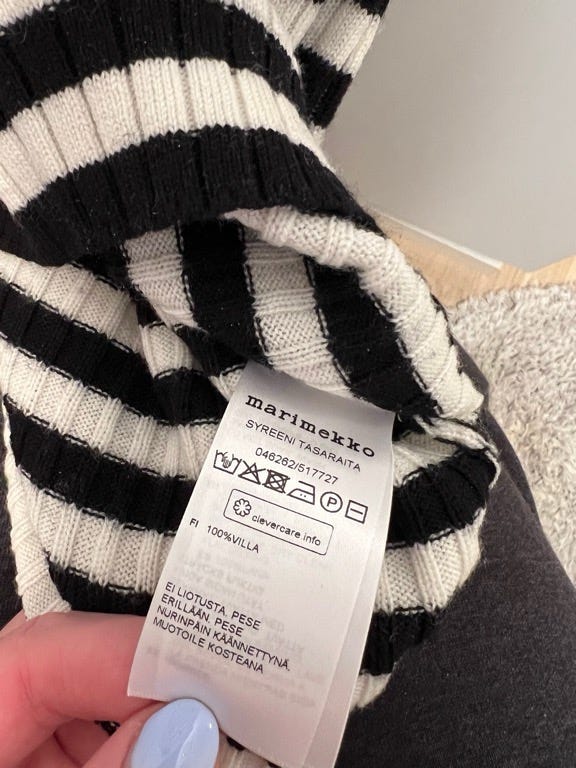 marimekko
SYREENI TASARAITA
046262/517727
P
clevercare.info
FI 100%VILLA
EI LIOTUSTA. PESE
ERILLÄÄN. PESE
NURINPÄIN KÄÄNNETTYNÄ.
MUOTOILE KOSTEANA